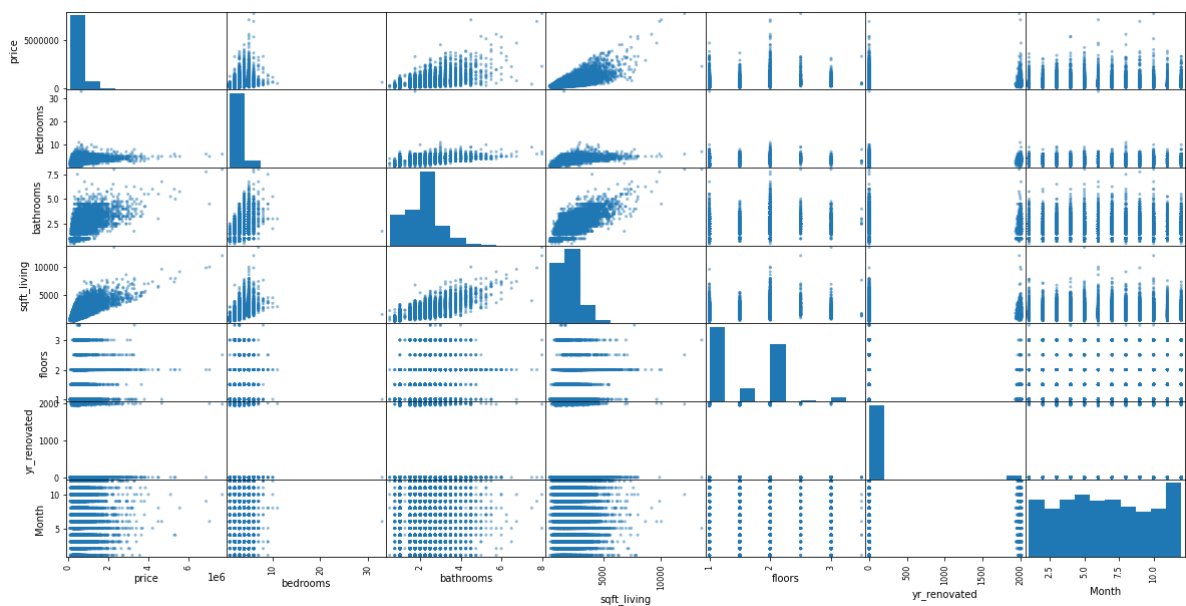 price
5000000
0
bedrooms
30
20
10
bathrooms
7.5
5.0
2.5
sqft_living
10000
5000
floors
3
2
1
yr_renovated
2000
1000
0
Month
10
5
0 2 4 6 1e6
price
10 30
bedrooms
2 4 6 8
bathrooms
5000 10000
sqft_living
1 2 3
floors
0 500 1000 1500 2000
yr_renovated
2.5 5.0 7.5 10.0
Month